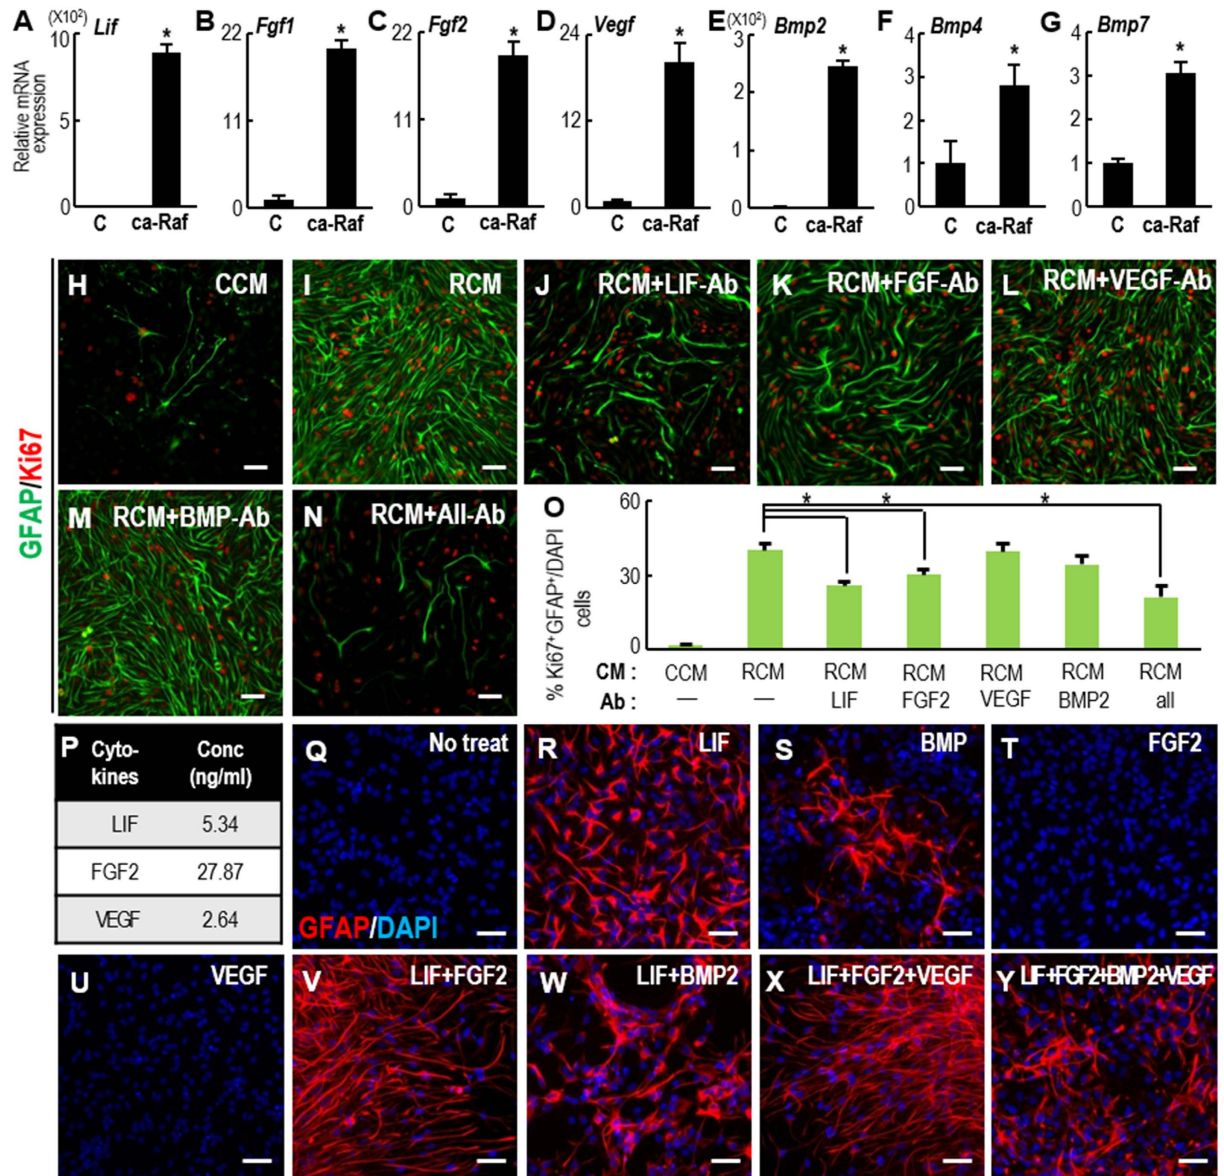 A (X10²) Lif
10
5
0
Relative mRNA
expression
C ca-Raf
B Fgf1
22
11
0
C ca-Raf
C Fgf2
22
11
0
C ca-Raf
D Vegf
24
12
0
C ca-Raf
E (X10²) Bmp2
3
2
1
0
C ca-Raf
F Bmp4
4
3
2
1
0
C ca-Raf
G Bmp7
4
3
2
1
0
C ca-Raf
* * * * * * *
GFAP/Ki67
H CCM
I RCM
J RCM+LIF-Ab
K RCM+FGF-Ab
L RCM+VEGF-Ab
M RCM+BMP-Ab
N RCM+All-Ab
O
% Ki67⁺GFAP⁺/DAPI
cells
60
30
0
* * *
CM : CCM RCM RCM RCM RCM RCM RCM
Ab : — — LIF FGF2 VEGF BMP2 all
P Cyto-kines Conc (ng/ml)
LIF 5.34
FGF2 27.87
VEGF 2.64
Q No treat
GFAP/DAPI
R LIF
S BMP
T FGF2
U VEGF
V LIF+FGF2
W LIF+BMP2
X LIF+FGF2+VEGF
Y LIF+FGF2+BMP2+VEGF